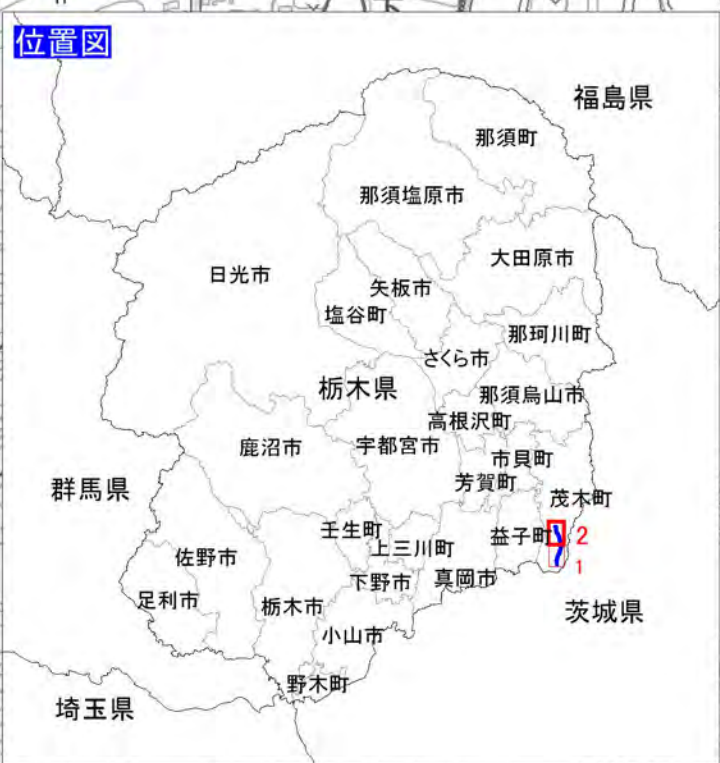 位置図
福島県
那須町
那須塩原市
大田原市
日光市
矢板市
塩谷町
那珂川町
さくら市
栃木県
那須烏山市
高根沢町
鹿沼市
宇都宮市
市貝町
芳賀町
群馬県
茂木町
壬生町
益子町
2
上三川町
佐野市
1
下野市
真岡市
足利市
栃木市
茨城県
小山市
野木町
埼玉県